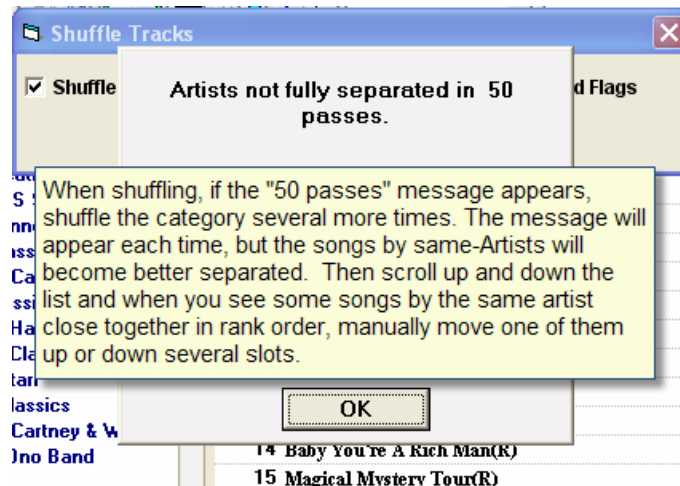 Shuffle Tracks
Shuffle
d Flags
Artists not fully separated in 50
passes.
When shuffling, if the "50 passes" message appears,
shuffle the category several more times. The message will
appear each time, but the songs by same-Artists will
become better separated. Then scroll up and down the
list and when you see some songs by the same artist
close together in rank order, manually move one of them
up or down several slots.
OK
lassics
Cartney & W
Ono Band
14 Baby You're A Rich Man(R)
15 Magical Mystery Tour(R)